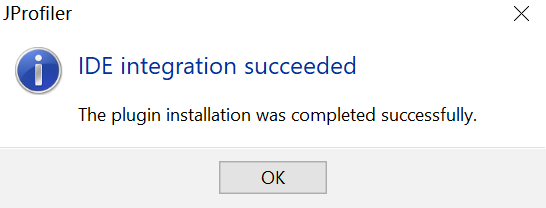 JProfiler
IDE integration succeeded
The plugin installation was completed successfully.
OK